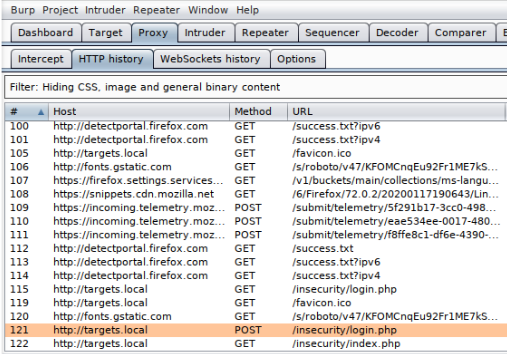 Burp Project Intruder Repeater Window Help
Dashboard Target Proxy Intruder Repeater Sequencer Decoder Comparer
Intercept HTTP history WebSockets history Options
Filter: Hiding CSS, image and general binary content
# Host Method URL
100 http://detectportal.firefox.com GET /success.txt?ipv6
101 http://detectportal.firefox.com GET /success.txt?ipv4
105 http://targets.local GET /favicon.ico
106 http://fonts.gstatic.com GET /s/roboto/v47/KFOMCnqEu92Fr1ME7kS...
107 https://firefox.settings.services... GET /v1/buckets/main/collections/ms-langu...
108 https://snippets.cdn.mozilla.net GET /6/Firefox/72.0.2/20200117190643/Lin...
109 https://incoming.telemetry.moz... POST /submit/telemetry/5f291b17-3cc0-498...
110 https://incoming.telemetry.moz... POST /submit/telemetry/eae534ee-0017-480...
111 https://incoming.telemetry.moz... POST /submit/telemetry/f8ffe8c1-df6e-4390-...
112 http://detectportal.firefox.com GET /success.txt
113 http://detectportal.firefox.com GET /success.txt?ipv4
114 http://targets.local GET /insecurity/login.php
119 http://targets.local GET /favicon.ico
120 http://fonts.gstatic.com GET /s/roboto/v47/KFOMCnqEu92Fr1ME7kS...
121 http://targets.local POST /insecurity/login.php
122 http://targets.local GET /insecurity/index.php